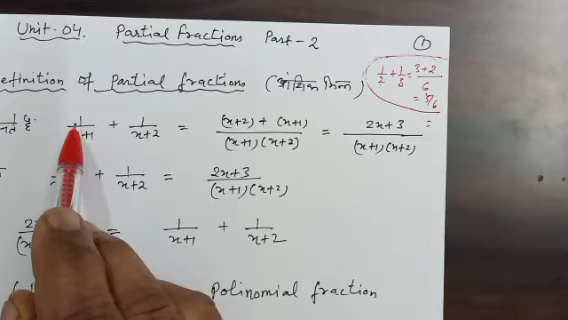 Unit-04. Partial Fractions Part-2 ①
efinition of Partial fractions (आंशिक भिन्न)
1/2 + 1/3 = 3+2/6
= 5/6
+ 1/x+2 = (x+2) + (x+1) / (x+1)(x+2) = 2x+3 / (x+1)(x+2)
= + 1/x+2 = 2x+3 / (x+1)(x+2)
= 1/x+1 + 1/x+2
Polinomial fraction